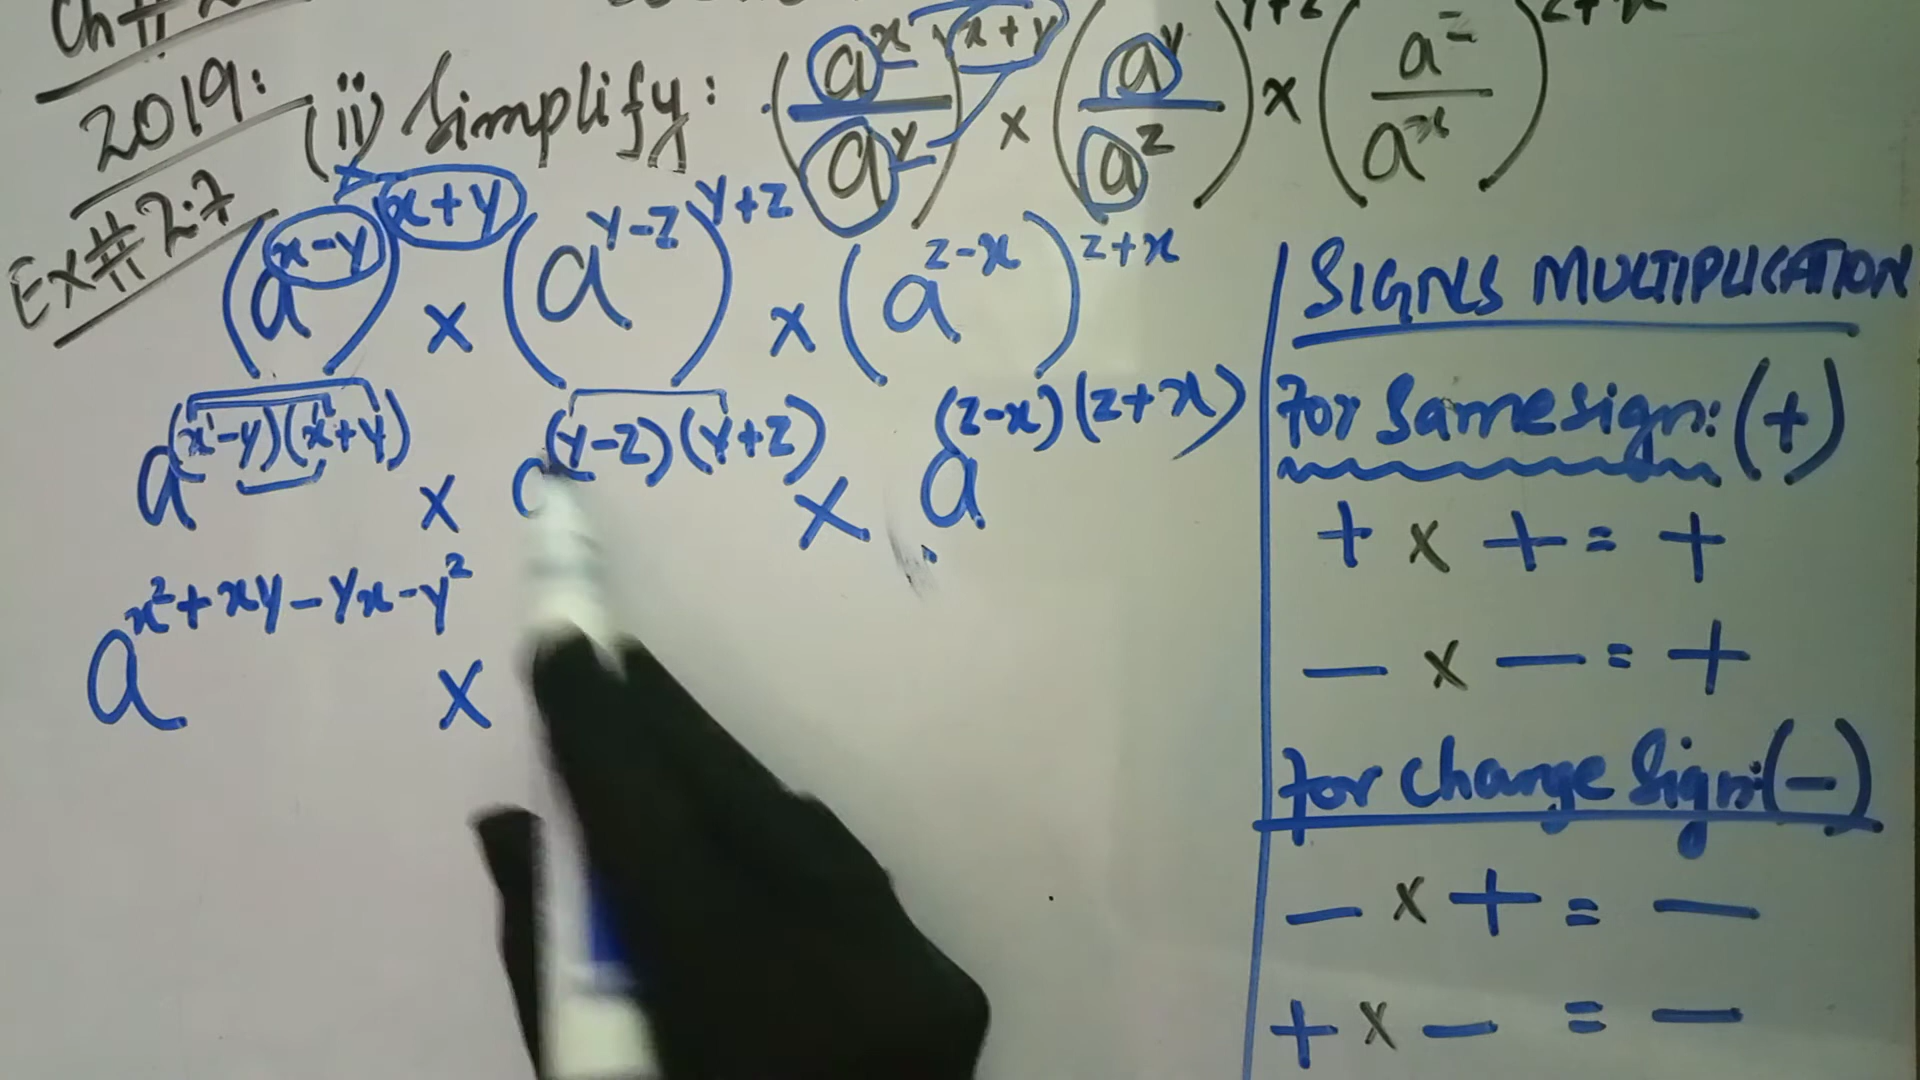 Ch#2
2019:
Ex#2.7
(ii) Simplify: (a^x/a^y)^x+y × (a^y/a^z)^y+z × (a^z/a^x)^z+x
(a^x-y)^x+y × (a^y-z)^y+z × (a^z-x)^z+x
a^(x-y)(x+y) × a^(y-z)(y+z) × a^(z-x)(z+x)
a^x²+xy-yx-y² ×
SIGNS MULTIPLICATION
For Same sign: (+)
+ × + = +
- × - = +
for change Sign: (-)
- × + = -
+ × - = -